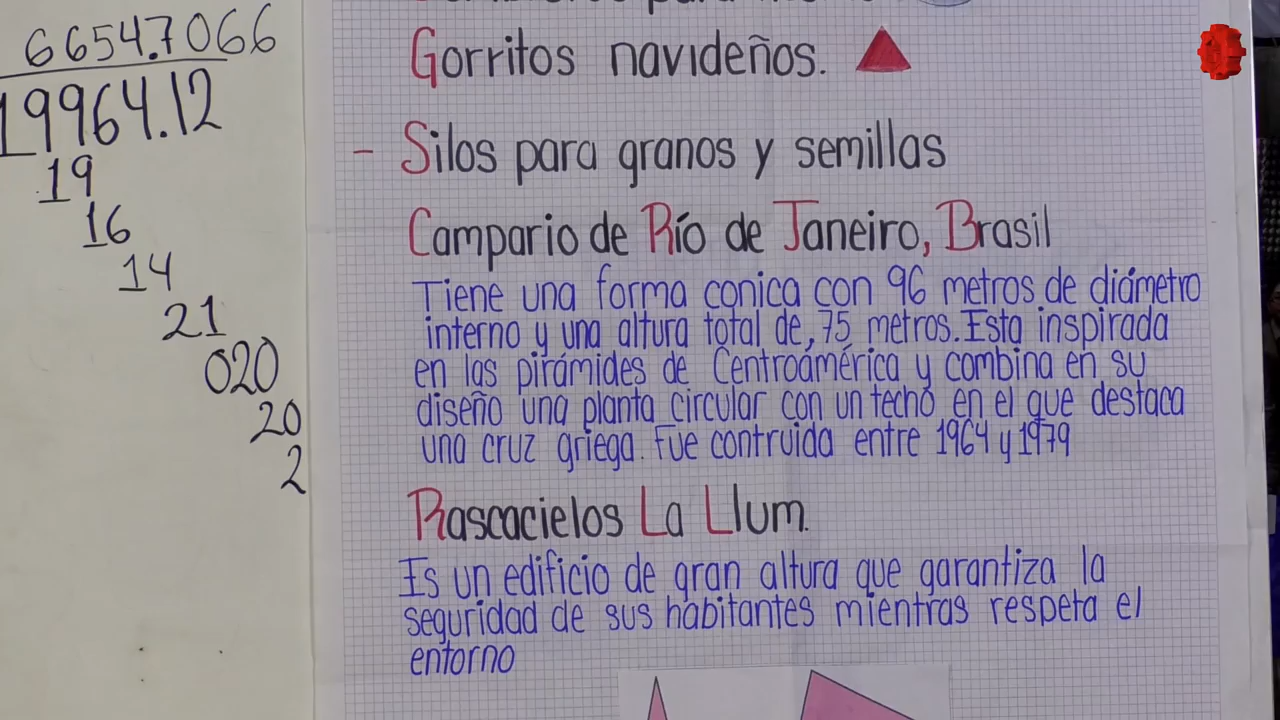 6654.7066
19964.12
19
16
14
21
020
20
2
Gorritos navideños.
- Silos para granos y semillas
Campario de Río de Janeiro, Brasil
Tiene una forma conica con 96 metros de diámetro
interno y una altura total de, 75 metros. Esta inspirada
en las pirámides de Centroamérica y combina en su
diseño una planta circular con un techo en el que destaca
una cruz griega. Fue contruida entre 1964 y 1979
Rascacielos La Llum.
Es un edificio de gran altura que garantiza la
seguridad de sus habitantes mientras respeta el
entorno